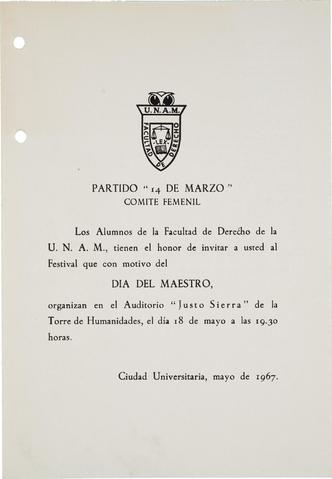 U.N.A.M.
FACULTAD DE DERECHO
LEX
PARTIDO "14 DE MARZO"
COMITE FEMENIL
Los Alumnos de la Facultad de Derecho de la
U. N. A. M., tienen el honor de invitar a usted al
Festival que con motivo del
DIA DEL MAESTRO,
organizan en el Auditorio "Justo Sierra" de la
Torre de Humanidades, el día 18 de mayo a las 19.30
horas.
Ciudad Universitaria, mayo de 1967.